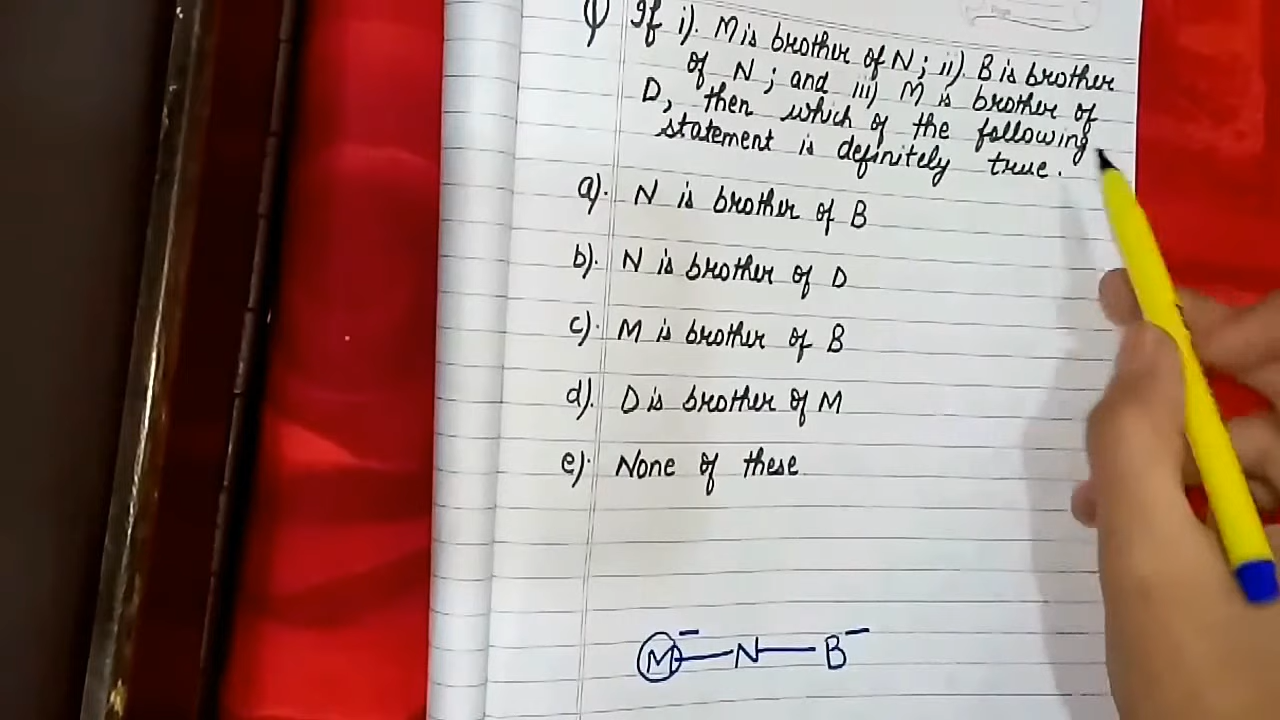 Q If i). M is brother of N; ii). B is brother
of N; and iii) M is brother of
D, then which of the following
statement is definitely true.
a). N is brother of B
b). N is brother of D
c). M is brother of B
d). D is brother of M
e). None of these
M⁻ — N — B⁻